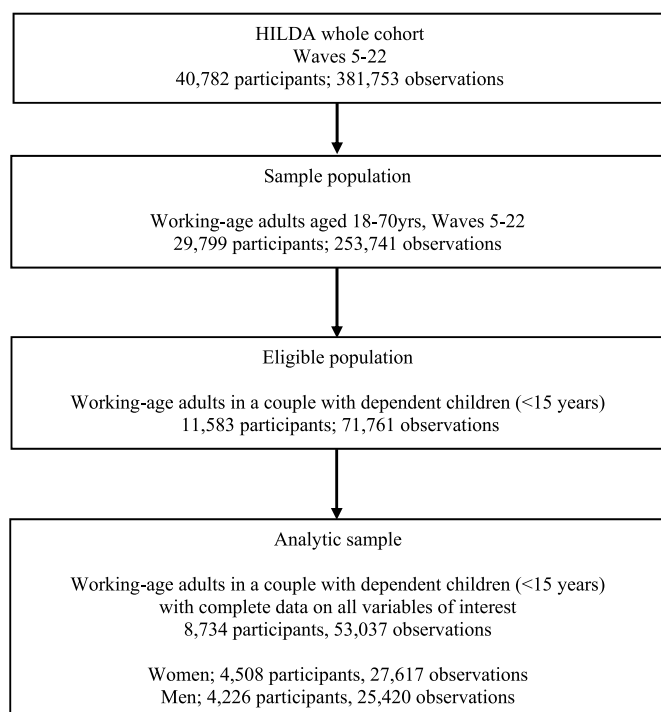 HILDA whole cohort
Waves 5-22
40,782 participants; 381,753 observations
Sample population
Working-age adults aged 18-70yrs, Waves 5-22
29,799 participants; 253,741 observations
Eligible population
Working-age adults in a couple with dependent children (<15 years)
11,583 participants; 71,761 observations
Analytic sample
Working-age adults in a couple with dependent children (<15 years)
with complete data on all variables of interest
8,734 participants, 53,037 observations
Women; 4,508 participants, 27,617 observations
Men; 4,226 participants, 25,420 observations